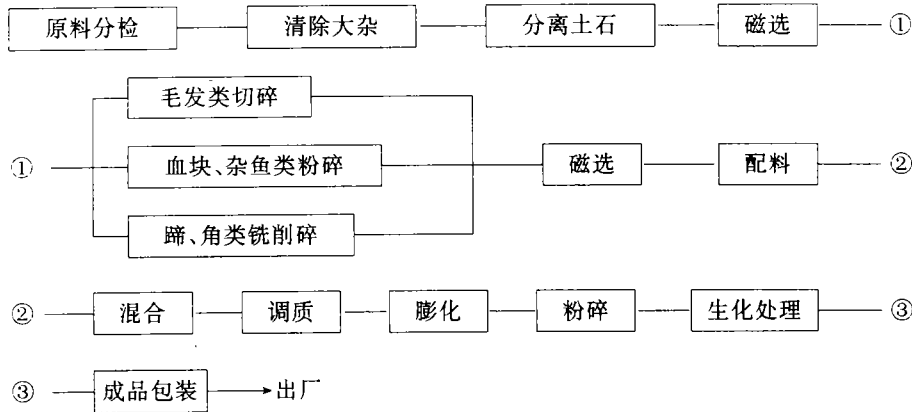 原料分检 清除大杂 分离土石 磁选 ①
毛发类切碎
① 血块、杂鱼类粉碎 磁选 配料 ②
蹄、角类铣削碎
② 混合 调质 膨化 粉碎 生化处理 ③
③ 成品包装 出厂